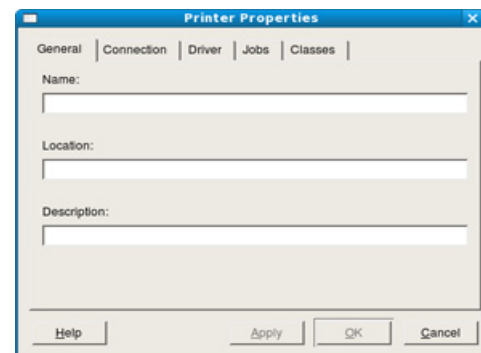 Printer Properties
General Connection Driver Jobs Classes
Name:
Location:
Description:
Help Apply OK Cancel